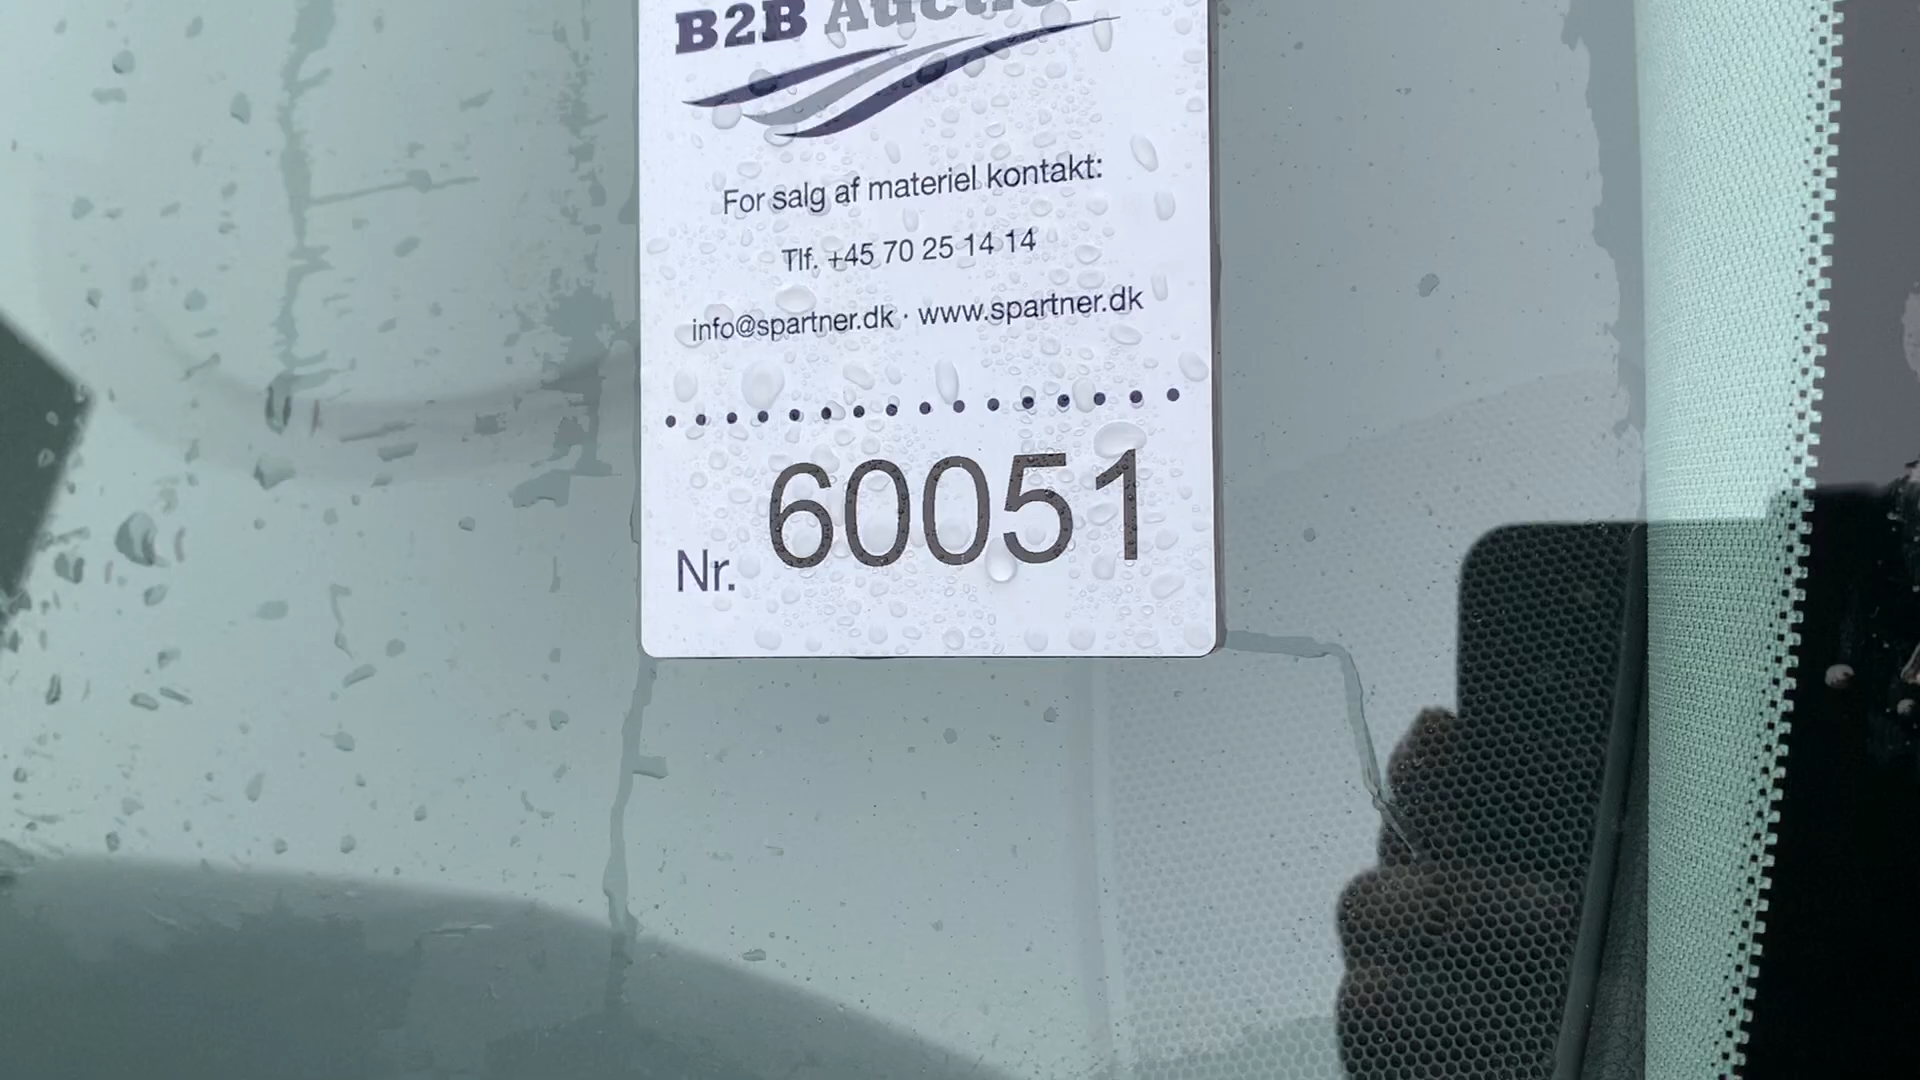 B2B Auction
For salg af materiel kontakt:
Tlf. +45 70 25 14 14
info@spartner.dk · www.spartner.dk
Nr. 60051